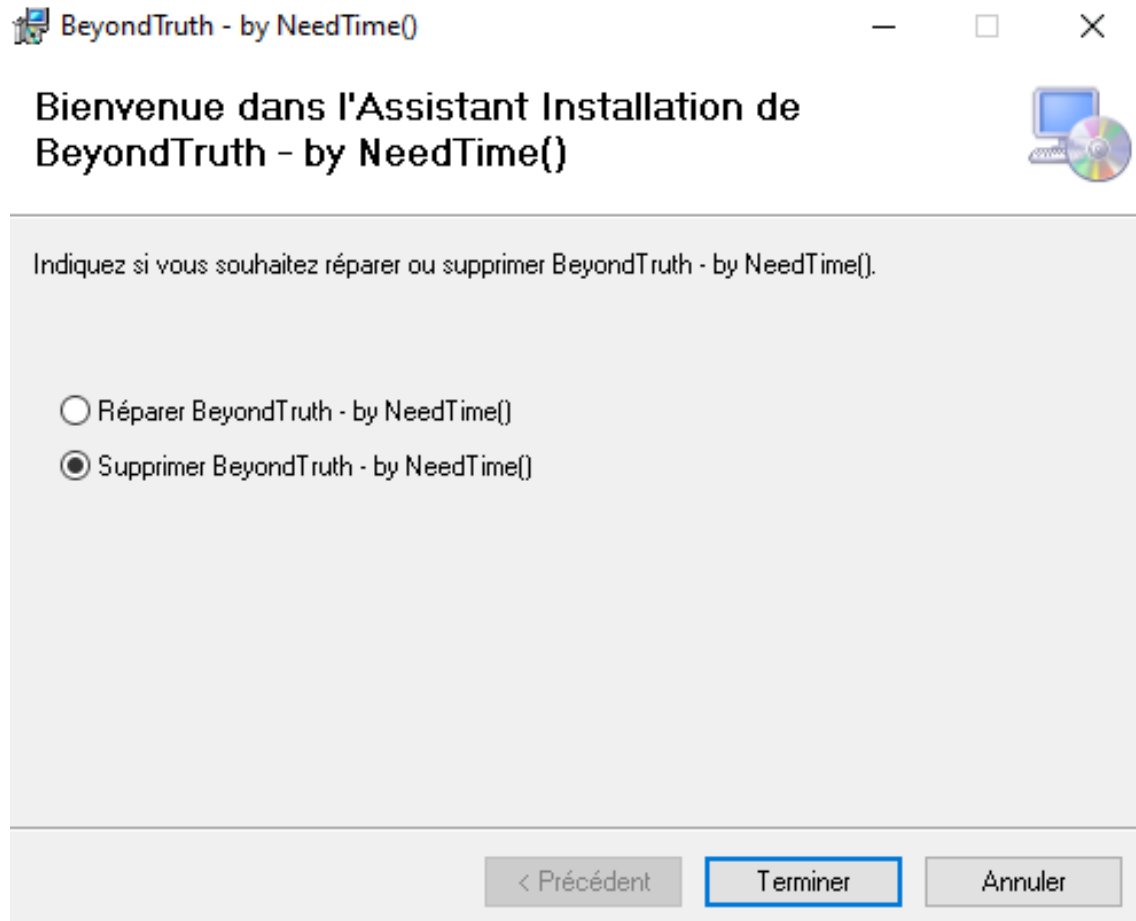 BeyondTruth - by NeedTime()
Bienvenue dans l'Assistant Installation de
BeyondTruth - by NeedTime()
Indiquez si vous souhaitez réparer ou supprimer BeyondTruth - by NeedTime().
Réparer BeyondTruth - by NeedTime()
Supprimer BeyondTruth - by NeedTime()
< Précédent
Terminer
Annuler